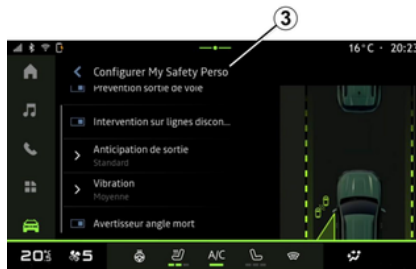 3
16°C · 20:23
Configurer My Safety Perso
Prévention sortie de voie
Intervention sur lignes discon...
Anticipation de sortie
Standard
Vibration
Moyenne
Avertisseur angle mort
20 5 A/C